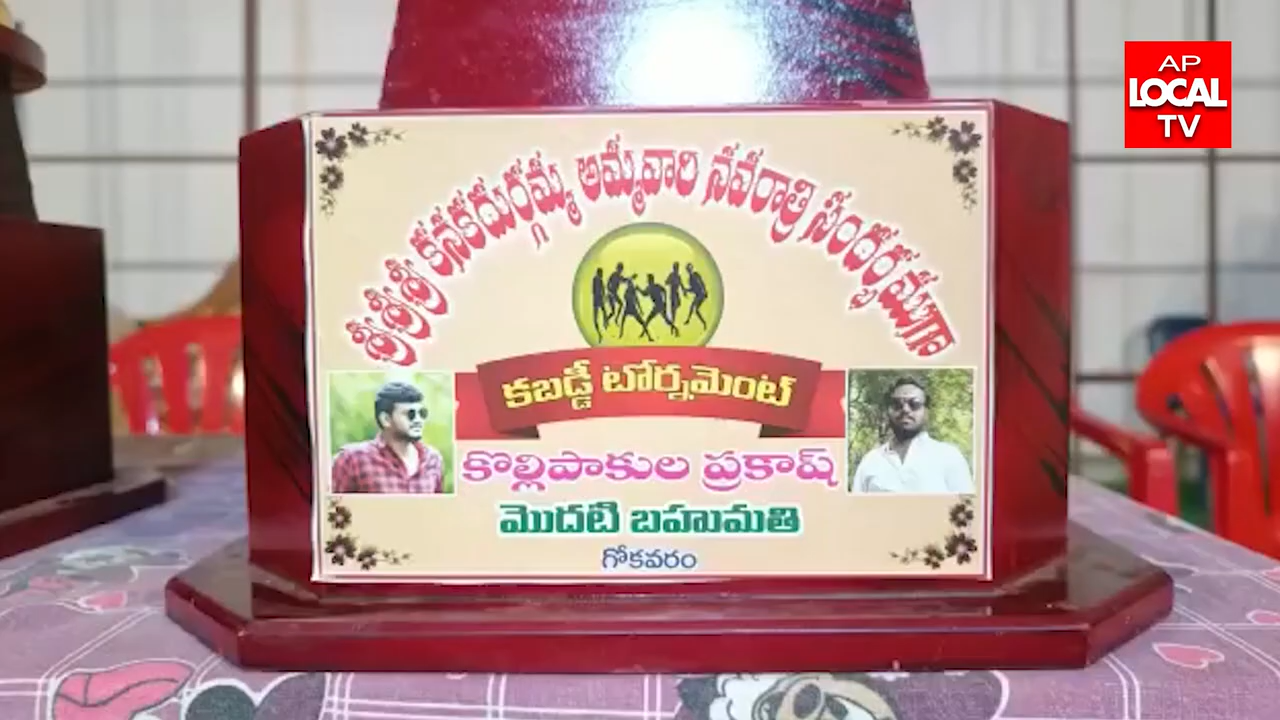 శ్రీశ్రీశ్రీ కనకదుర్గమ్మ అమ్మవారి నవరాత్రి సందర్భముగా
కబడ్డీ టోర్నమెంట్
కొల్లిపాకుల ప్రకాష్
మొదటి బహుమతి
గోకవరం
AP
LOCAL
TV